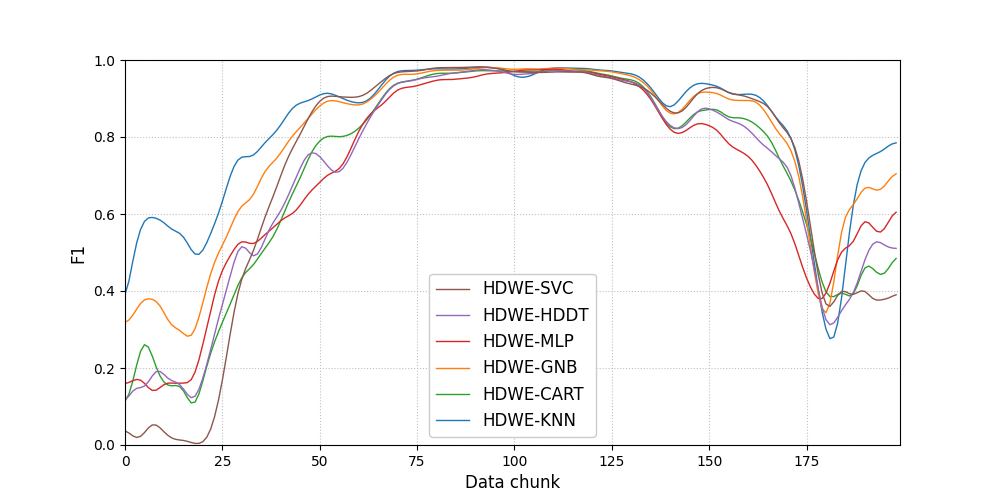 1.0
0.8
0.6
0.4
0.2
0.0
F1
HDWE-SVC
HDWE-HDDT
HDWE-MLP
HDWE-GNB
HDWE-CART
HDWE-KNN
0 25 50 75 100 125 150 175
Data chunk